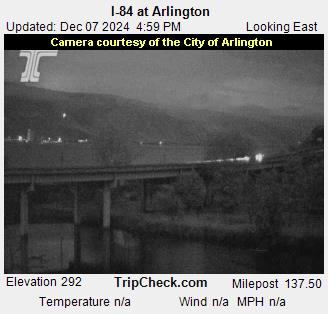 I-84 at Arlington
Updated: Dec 07 2024 4:59 PM Looking East
Camera courtesy of the City of Arlington
Elevation 292 TripCheck.com Milepost 137.50
Temperature n/a Wind n/a MPH n/a